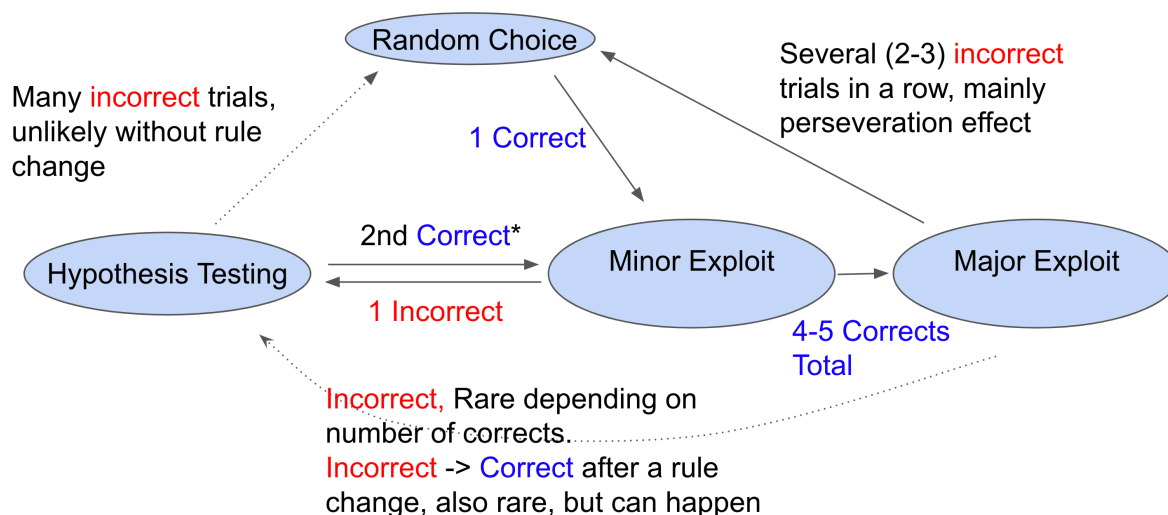 Random Choice
Several (2-3) incorrect
trials in a row, mainly
perseveration effect
Many incorrect trials,
unlikely without rule
change
1 Correct
2nd Correct*
Hypothesis Testing
Minor Exploit
Major Exploit
1 Incorrect
4-5 Corrects
Total
Incorrect, Rare depending on
number of corrects.
Incorrect -> Correct after a rule
change, also rare, but can happen